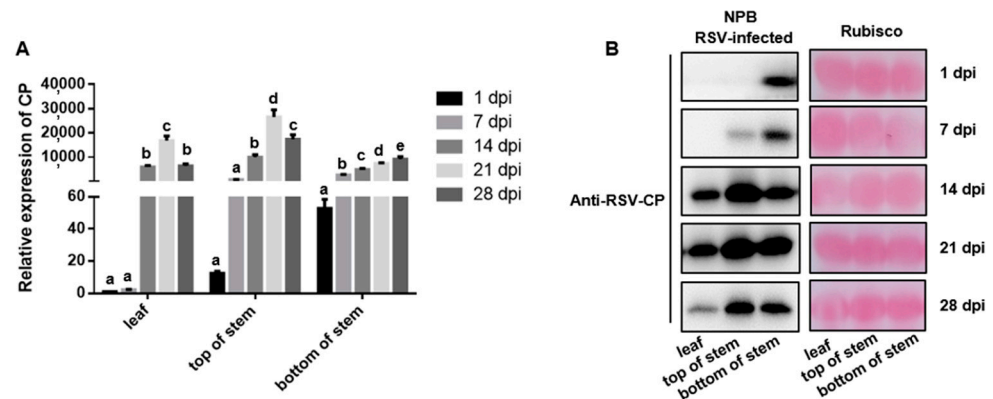 A
Relative expression of CP
40000
30000
20000
10000
60
40
20
0
b
c
b
a
a
a
b
d
c
a
a
b
c
d
e
leaf
top of stem
bottom of stem
1 dpi
7 dpi
14 dpi
21 dpi
28 dpi
B
NPB
RSV-infected
Rubisco
Anti-RSV-CP
1 dpi
7 dpi
14 dpi
21 dpi
28 dpi
leaf
top of stem
bottom of stem
leaf
top of stem
bottom of stem